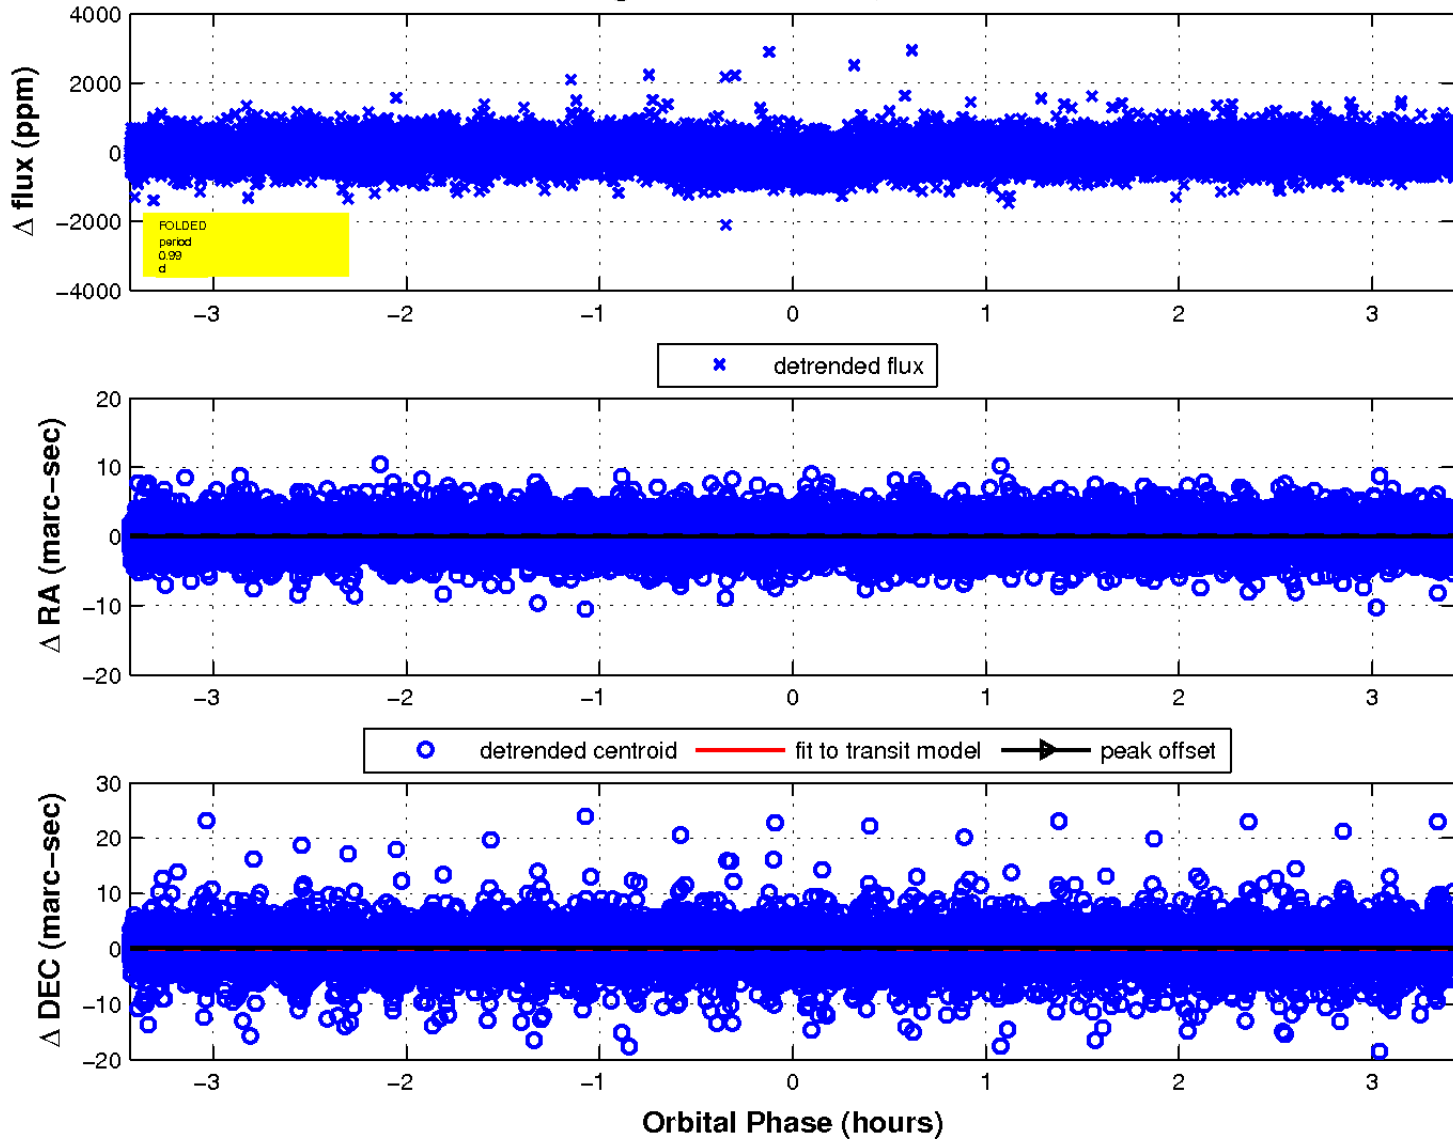 4000
2000
0
−2000
−4000
Δ flux (ppm)
FOLDED
period
0.99
d
−3 −2 −1 0 1 2 3
detrended flux
20
10
0
−10
−20
Δ RA (marc−sec)
−3 −2 −1 0 1 2 3
detrended centroid fit to transit model peak offset
30
20
10
0
−10
−20
Δ DEC (marc−sec)
−3 −2 −1 0 1 2 3
Orbital Phase (hours)